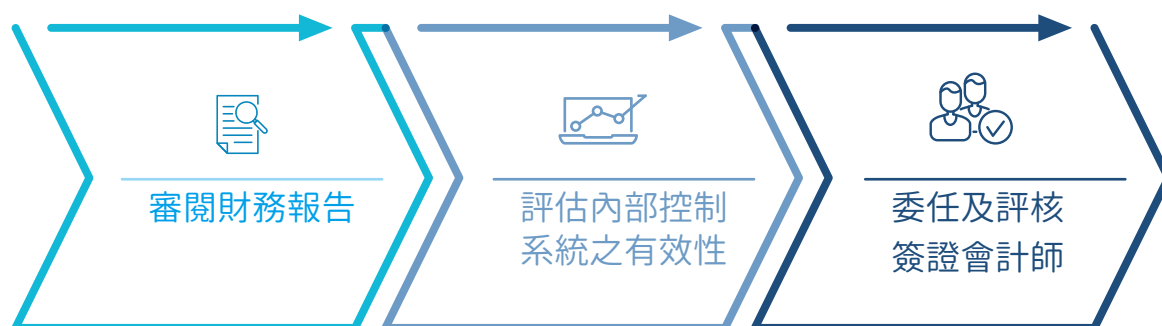 審閱財務報告
評估內部控制
系統之有效性
委任及評核
簽證會計師